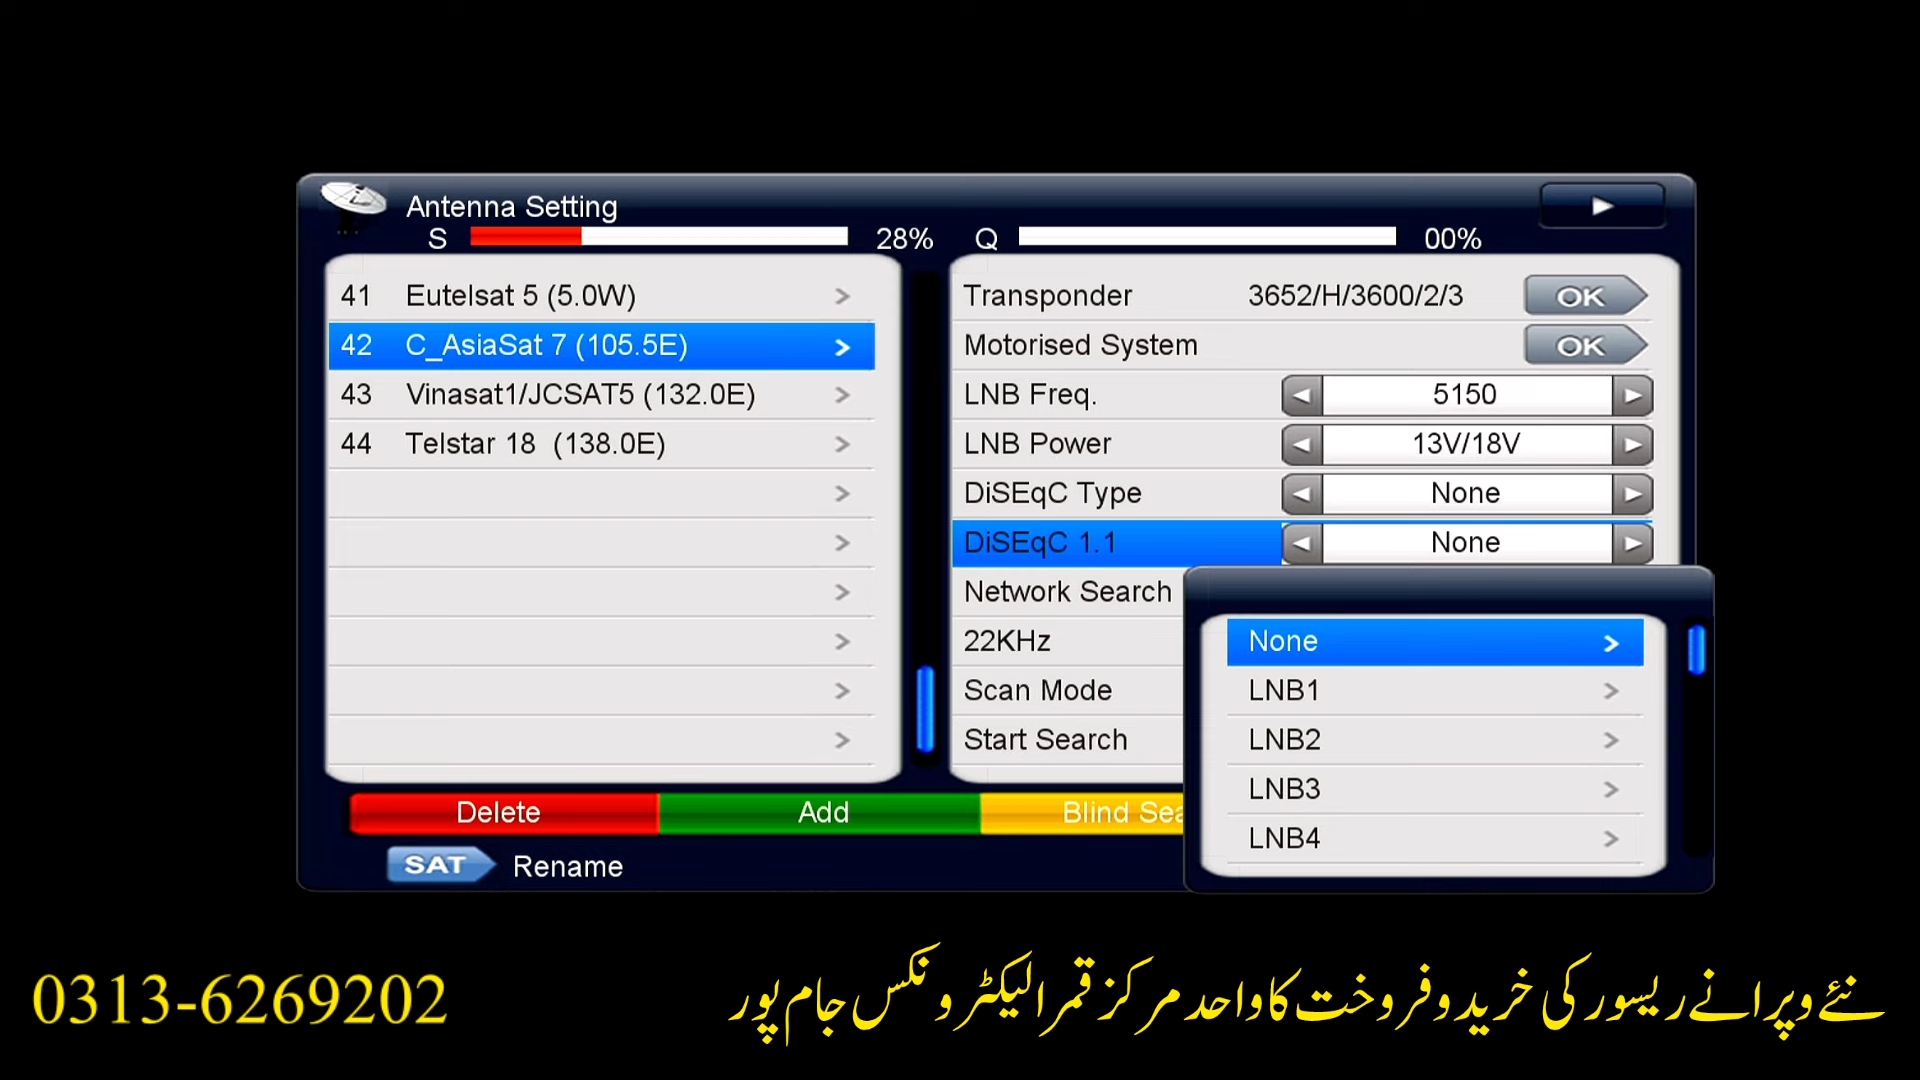 Antenna Setting
S 28% Q 00%
41 Eutelsat 5 (5.0W)
42 C_AsiaSat 7 (105.5E)
43 Vinasat1/JCSAT5 (132.0E)
44 Telstar 18 (138.0E)
Transponder 3652/H/3600/2/3 OK
Motorised System OK
LNB Freq. 5150
LNB Power 13V/18V
DiSEqC Type None
DiSEqC 1.1 None
Network Search
22KHz
Scan Mode
Start Search
None
LNB1
LNB2
LNB3
LNB4
Delete Add Blind Sea
SAT Rename
0313-6269202
نئے و پرانے ریسور کی خرید و فروخت کا واحد مرکز قمر الیکٹرونکس جام پور